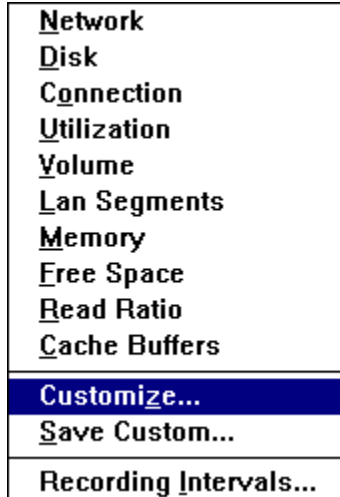 Network
Disk
Connection
Utilization
Volume
Lan Segments
Memory
Free Space
Read Ratio
Cache Buffers
Customize...
Save Custom...
Recording Intervals...